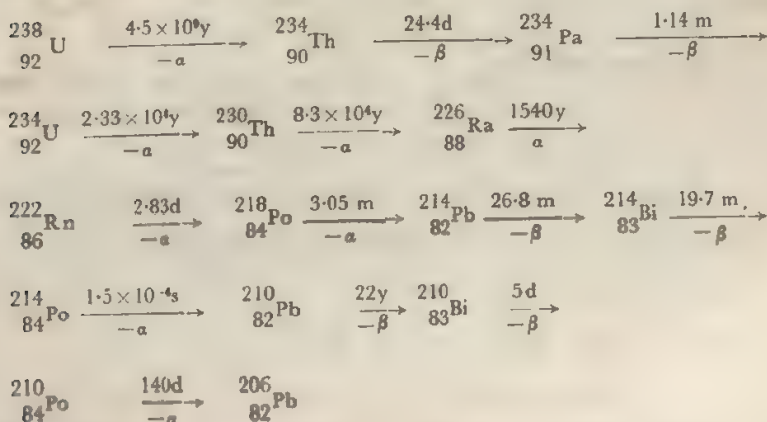 238 92 U 4·5 × 10⁹y −α → 234 90 Th 24·4d −β → 234 91 Pa 1·14 m −β →
234 92 U 2·33 × 10⁴y −α → 230 90 Th 8·3 × 10⁴y −α → 226 88 Ra 1540 y α →
222 86 Rn 2·83d −α → 218 84 Po 3·05 m −α → 214 82 Pb 26·8 m −β → 214 83 Bi 19·7 m. −β →
214 84 Po 1·5 × 10⁻⁴s −α → 210 82 Pb 22y −β → 210 83 Bi 5d −β →
210 84 Po 140d −α → 206 82 Pb